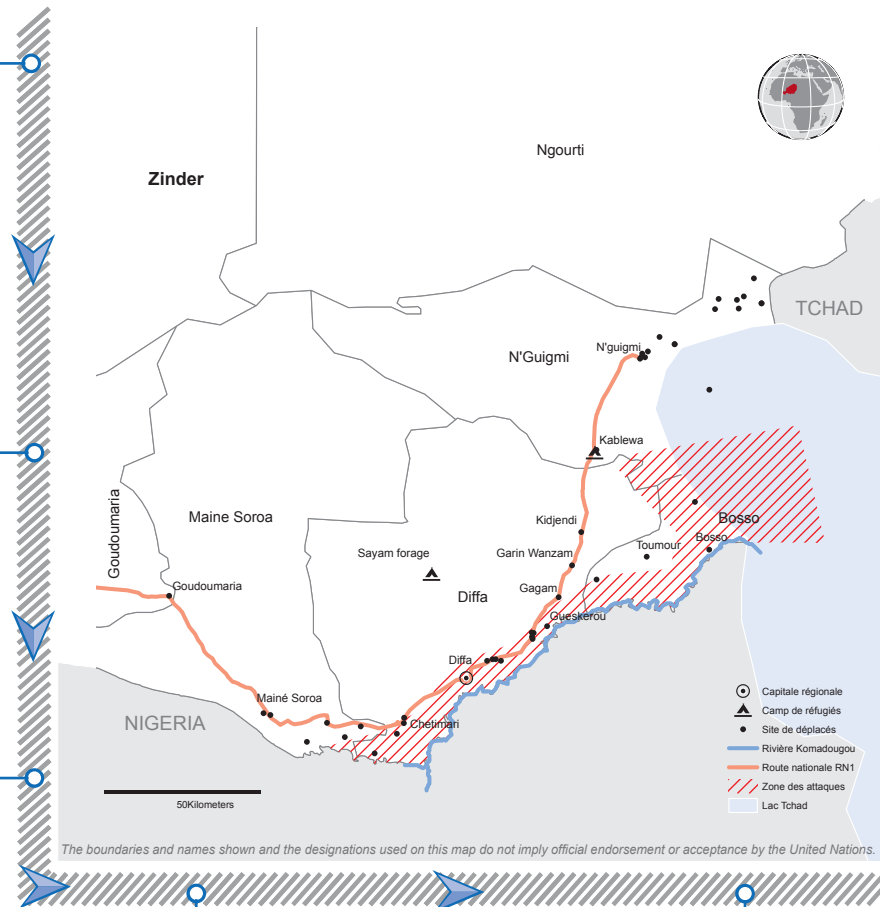 Ngourti
Zinder
TCHAD
N'guigmi
N'Guigmi
Kablewa
Goudoumaria
Maine Soroa
Bosso
Kidjendi
Bosso
Sayam forage
Garin Wanzam
Toumour
Goudoumaria
Diffa
Gagam
Gueskerou
Diffa
Mainé Soroa
NIGERIA
Chetimari
Capitale régionale
Camp de réfugiés
Site de déplacés
Rivière Komadougou
Route nationale RN1
Zone des attaques
Lac Tchad
50Kilometers
The boundaries and names shown and the designations used on this map do not imply official endorsement or acceptance by the United Nations.